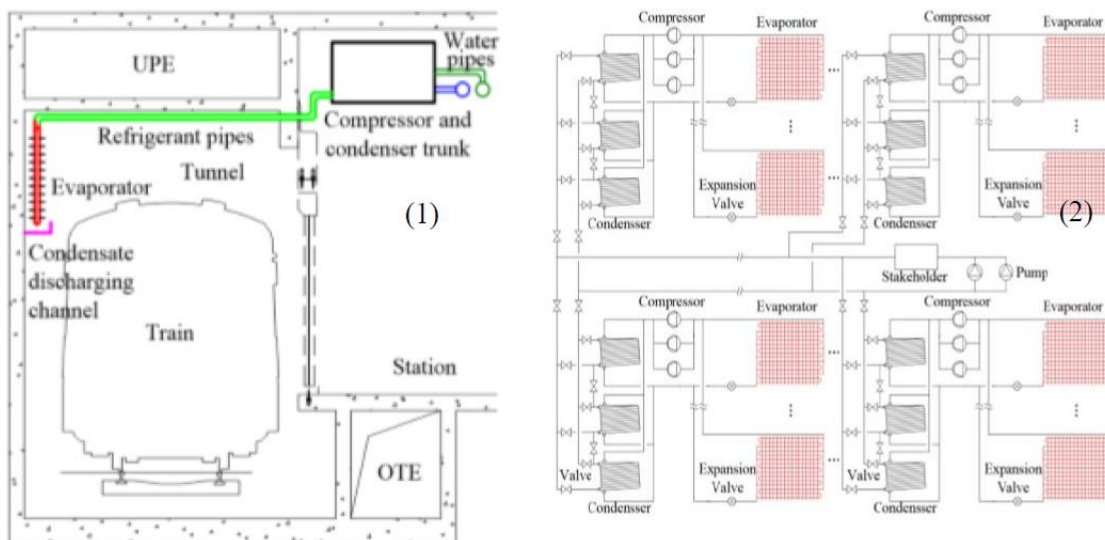 (1)
UPE
Water
pipes
Compressor and
condenser trunk
Refrigerant pipes
Tunnel
Evaporator
Condensate
discharging
channel
Train
Station
OTE
(2)
Compressor
Evaporator
Compressor
Evaporator
Expansion
Valve
Condensser
Expansion
Valve
Condensser
Stakeholder
Pump
Compressor
Evaporator
Compressor
Evaporator
Valve
Expansion
Valve
Condensser
Valve
Expansion
Valve
Condensser